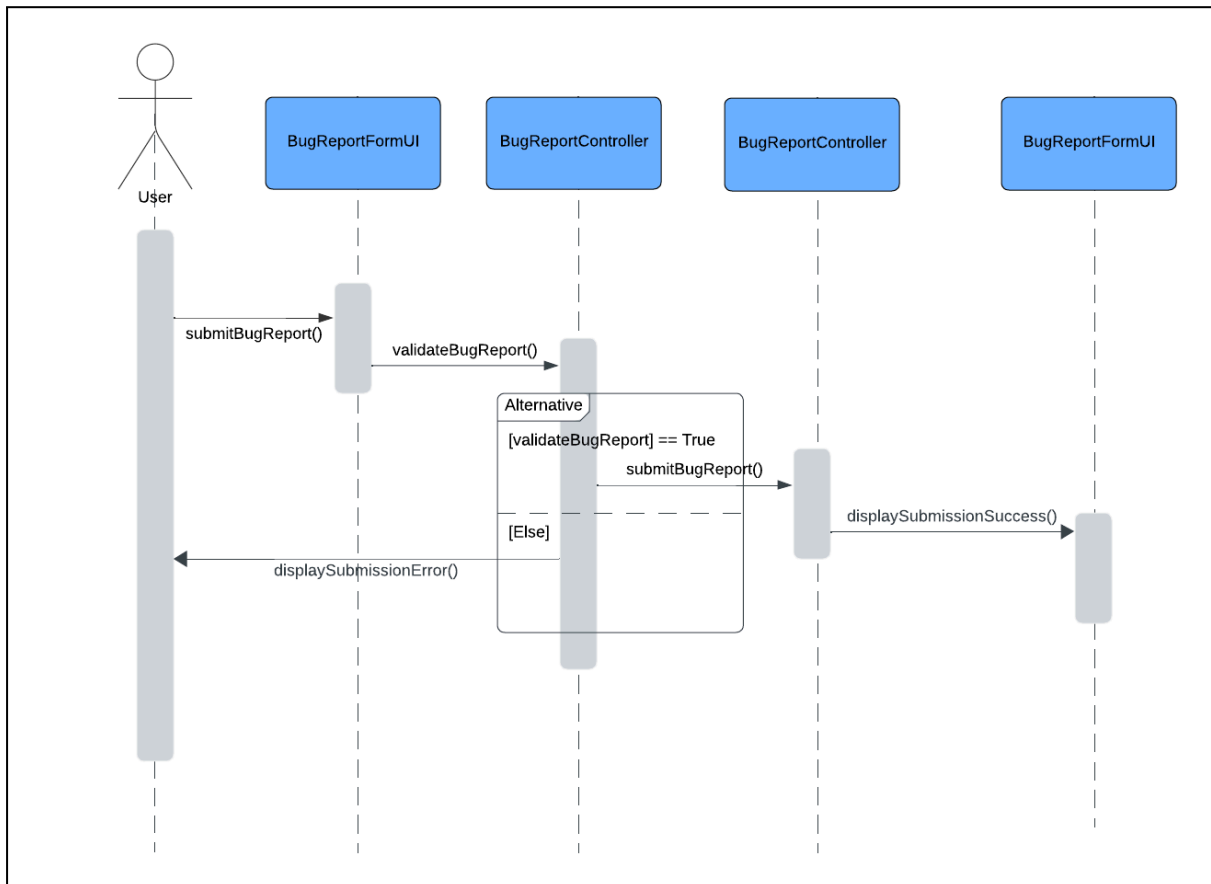 User
BugReportFormUI
BugReportController
BugReportController
BugReportFormUI
submitBugReport()
validateBugReport()
Alternative
[validateBugReport] == True
submitBugReport()
displaySubmissionSuccess()
[Else]
displaySubmissionError()